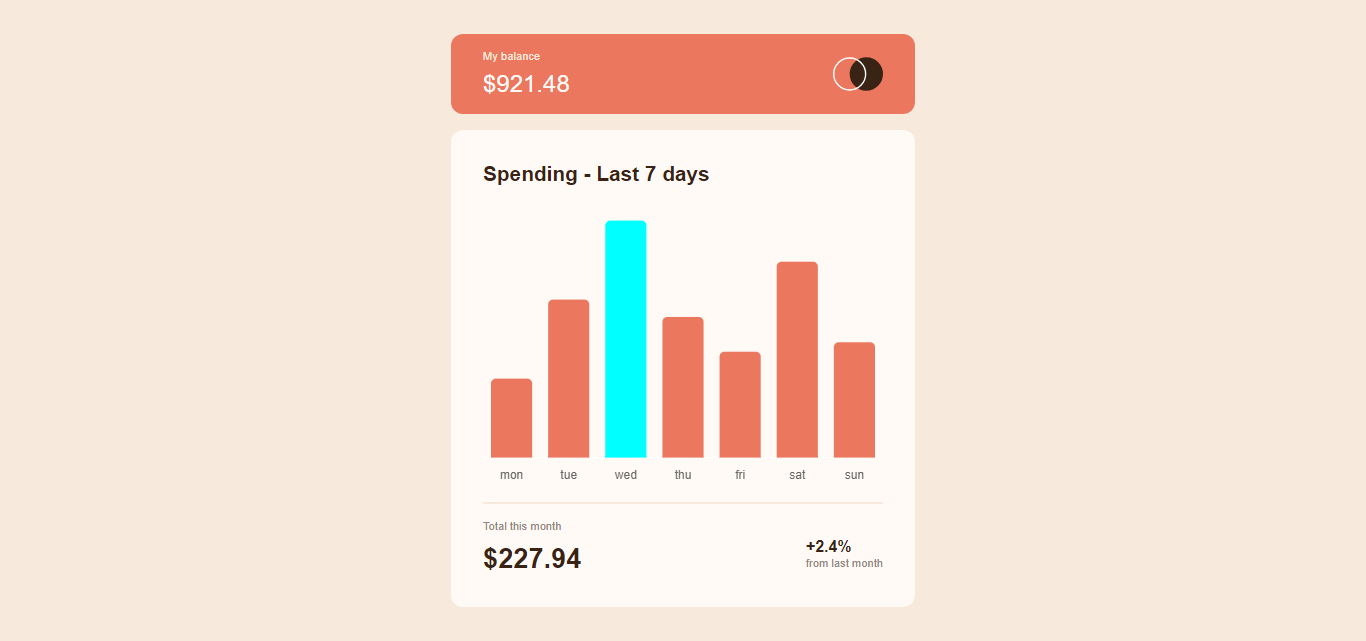 My balance
$921.48
Spending - Last 7 days
mon tue wed thu fri sat sun
Total this month
$227.94
+2.4%
from last month